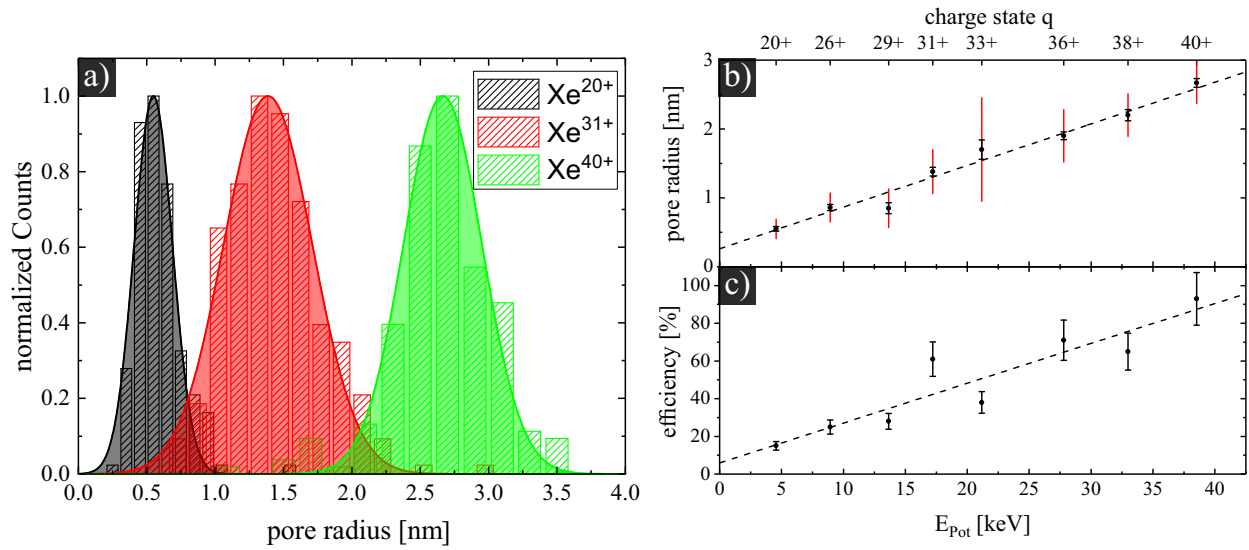 a)
normalized Counts
1.0
0.8
0.6
0.4
0.2
0.0
0.0 0.5 1.0 1.5 2.0 2.5 3.0 3.5 4.0
pore radius [nm]
Xe20+
Xe31+
Xe40+
charge state q
20+ 26+ 29+ 31+ 33+ 36+ 38+ 40+
b)
pore radius [nm]
3
2
1
0
c)
efficiency [%]
100
80
60
40
20
0
0 5 10 15 20 25 30 35 40
EPot [keV]